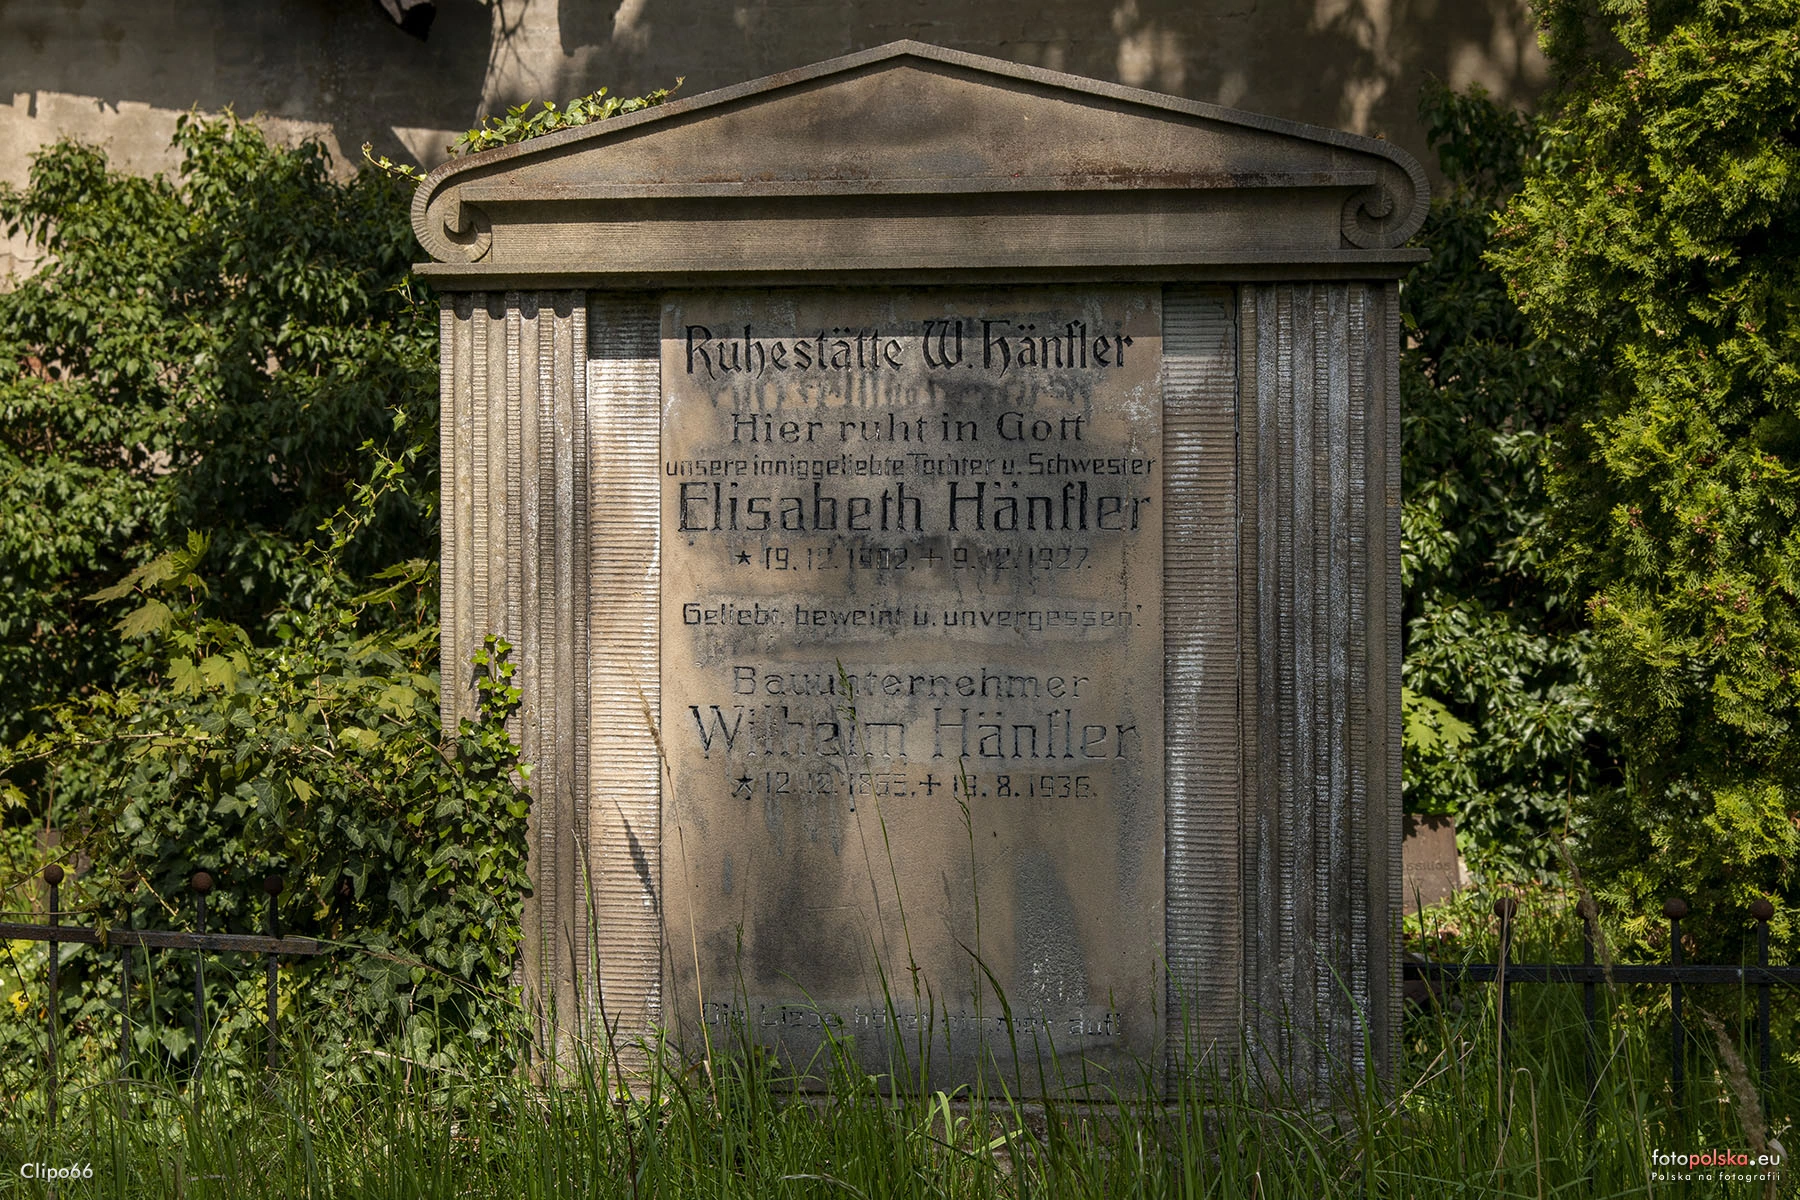 Ruhestätte W. Hänfler
Hier ruht in Gott
unsere inniggeliebte Tochter u. Schwester
Elisabeth Hänfler
* 19. 12. 1902. + 9. 12. 1927.
Geliebt, beweint u. unvergessen!
Bauunternehmer
Wilhelm Hänfler
* 12. 12. + 8. 1936.
Die Liebe höret nimmer auf!
Clipo66
fotopolska.eu
Polska na fotografii